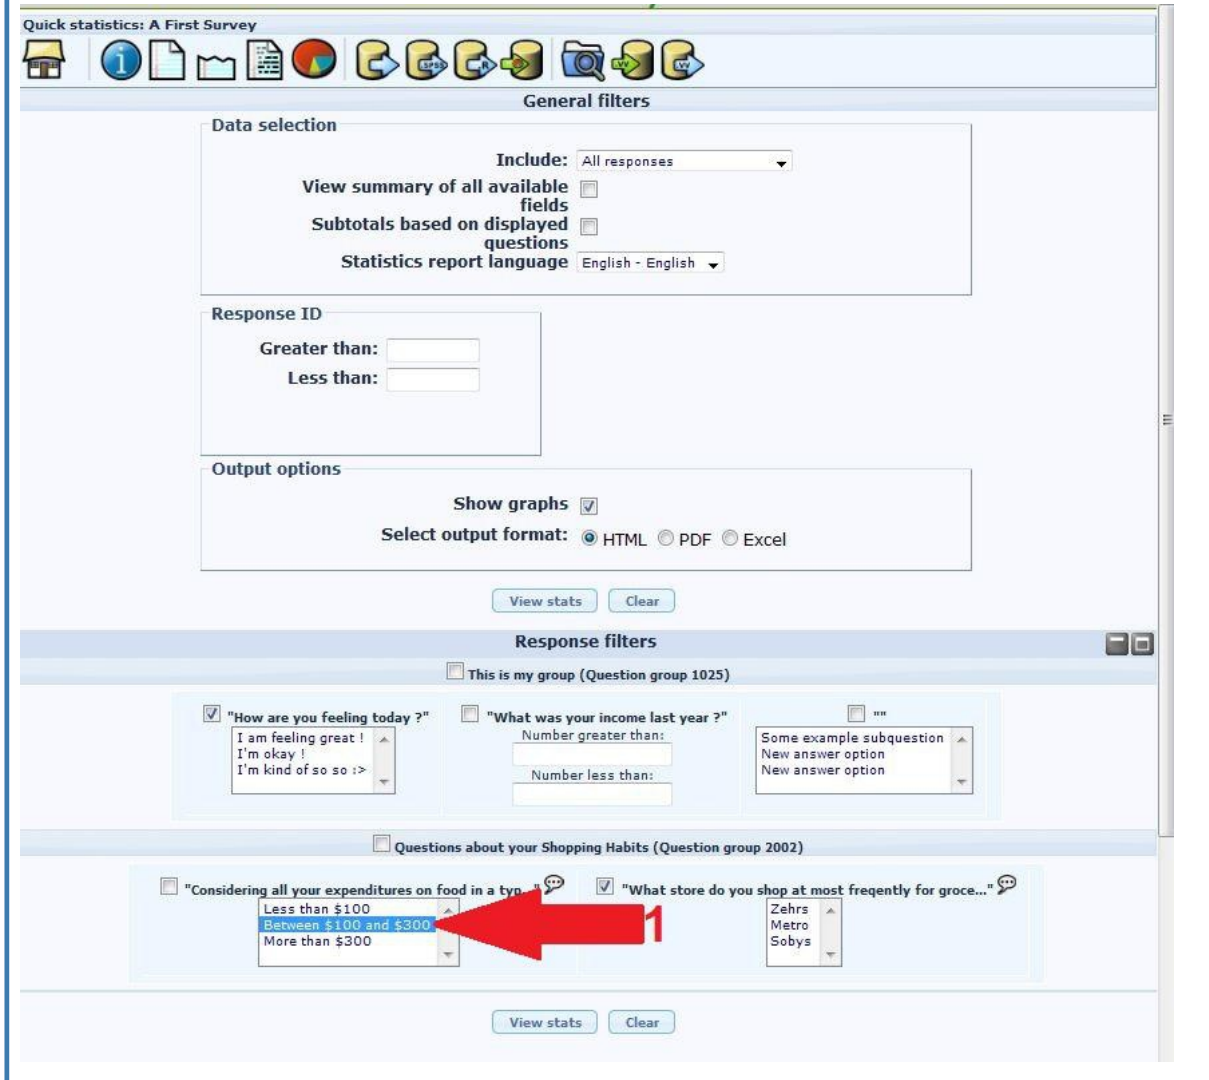 Quick statistics: A First Survey
General filters
Data selection
Include: All responses
View summary of all available
fields
Subtotals based on displayed
questions
Statistics report language English - English
Response ID
Greater than:
Less than:
Output options
Show graphs
Select output format: HTML PDF Excel
View stats Clear
Response filters
This is my group (Question group 1025)
"How are you feeling today ?" "What was your income last year ?" ""
I am feeling great !
I'm okay !
I'm kind of so so :>
Number greater than:
Number less than:
Some example subquestion
New answer option
New answer option
Questions about your Shopping Habits (Question group 2002)
"Considering all your expenditures on food in a typ..." "What store do you shop at most freqently for groce..."
Less than $100
Between $100 and $300
More than $300
1
Zehrs
Metro
Sobys
View stats Clear